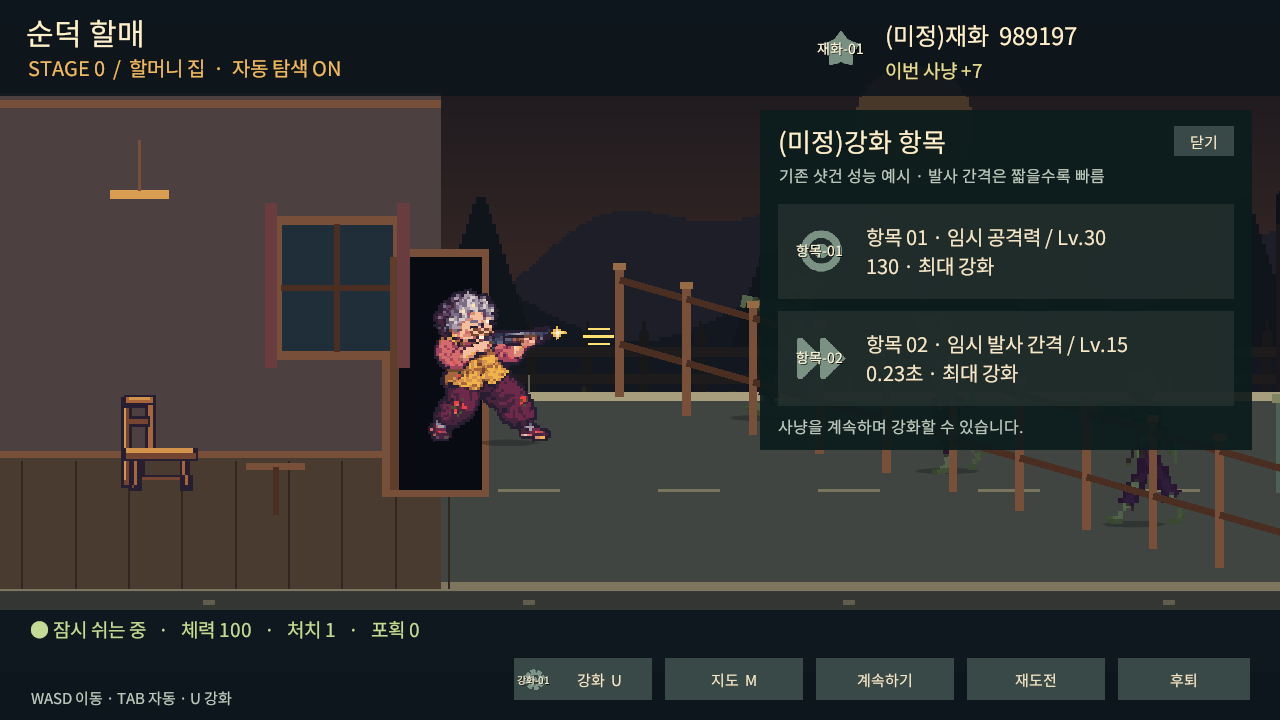 순덕 할매
STAGE 0 / 할머니 집 · 자동 탐색 ON
재화-01
(미정)재화 989197
이번 사냥 +7
(미정)강화 항목
닫기
기존 샷건 성능 예시 · 발사 간격은 짧을수록 빠름
항목-01
항목 01 · 임시 공격력 / Lv.30
130 · 최대 강화
항목-02
항목 02 · 임시 발사 간격 / Lv.15
0.23초 · 최대 강화
사냥을 계속하며 강화할 수 있습니다.
잠시 쉬는 중 · 체력 100 · 처치 1 · 포획 0
강화-01
강화 U
지도 M
계속하기
재도전
후퇴
WASD 이동 · TAB 자동 · U 강화